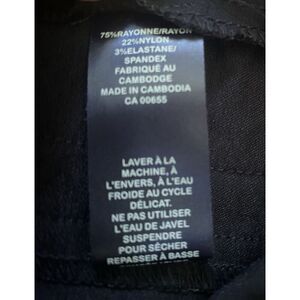 75%RAYONNE/RAYON
22%NYLON
3%ELASTANE/
SPANDEX
FABRIQUÉ AU
CAMBODGE
MADE IN CAMBODIA
CA 00655
LAVER À LA
MACHINE, À
L'ENVERS, À L'EAU
FROIDE AU CYCLE
DÉLICAT.
NE PAS UTILISER
L'EAU DE JAVEL
SUSPENDRE
POUR SÉCHER
REPASSER À BASSE